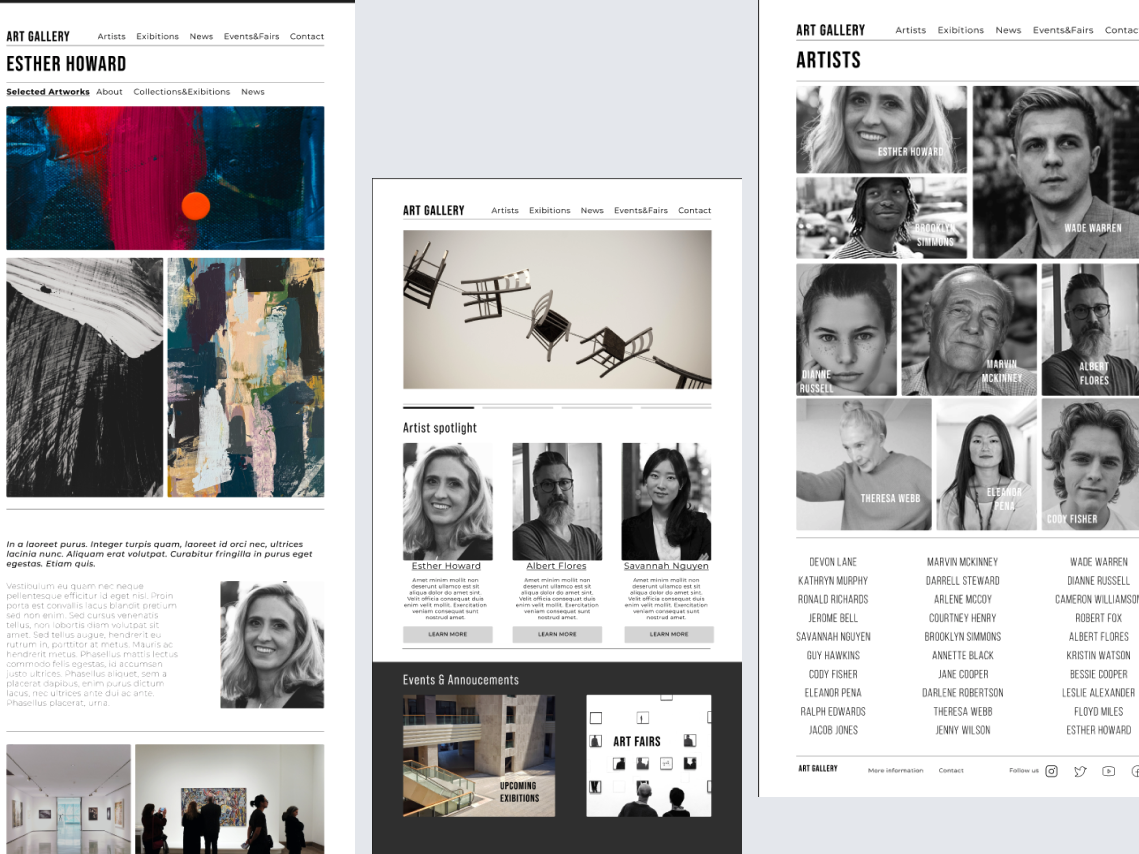 ART GALLERY
Artists Exibitions News Events&Fairs Contact
ESTHER HOWARD
Selected Artworks About Collections&Exibitions News
In a laoreet purus. Integer turpis quam, laoreet id orci nec, ultrices
lacinia nunc. Aliquam erat volutpat. Curabitur fringilla in purus eget
egestas. Etiam quis.
Vestibulum eu quam nec neque
pellentesque efficitur id eget nisl. Proin
porta est convallis lacus blandit pretium
sed non enim. Sed cursus venenatis
tellus, non lobortis diam volutpat sit
amet. Sed tellus augue, hendrerit eu
rutrum in, porttitor at metus. Mauris ac
hendrerit metus. Phasellus mattis lectus
commodo felis egestas, id accumsan
justo ultrices. Phasellus aliquet, sem a
placerat dapibus, enim purus dictum
lacus, nec ultrices ante dui ac ante.
Phasellus placerat, urna.
ART GALLERY
Artists Exibitions News Events&Fairs Contact
Artist spotlight
Esther Howard
Amet minim mollit non
deserunt ullamco est sit
aliqua dolor do amet sint.
Velit officia consequat duis
enim velit mollit. Exercitation
veniam consequat sunt
nostrud amet.
LEARN MORE
Albert Flores
Amet minim mollit non
deserunt ullamco est sit
aliqua dolor do amet sint.
Velit officia consequat duis
enim velit mollit. Exercitation
veniam consequat sunt
nostrud amet.
LEARN MORE
Savannah Nguyen
Amet minim mollit non
deserunt ullamco est sit
aliqua dolor do amet sint.
Velit officia consequat duis
enim velit mollit. Exercitation
veniam consequat sunt
nostrud amet.
LEARN MORE
Events & Annoucements
UPCOMING
EXIBITIONS
ART FAIRS
ART GALLERY
Artists Exibitions News Events&Fairs Contac
ARTISTS
ESTHER HOWARD
BROOKLYN
SIMMONS
WADE WARREN
DIANNE
RUSSELL
MARVIN
MCKINNEY
ALBERT
FLORES
THERESA WEBB
ELEANOR
PENA
CODY FISHER
DEVON LANE MARVIN MCKINNEY WADE WARREN
KATHRYN MURPHY DARRELL STEWARD DIANNE RUSSELL
RONALD RICHARDS ARLENE MCCOY CAMERON WILLIAMSON
JEROME BELL COURTNEY HENRY ROBERT FOX
SAVANNAH NGUYEN BROOKLYN SIMMONS ALBERT FLORES
GUY HAWKINS ANNETTE BLACK KRISTIN WATSON
CODY FISHER JANE COOPER BESSIE COOPER
ELEANOR PENA DARLENE ROBERTSON LESLIE ALEXANDER
RALPH EDWARDS THERESA WEBB FLOYD MILES
JACOB JONES JENNY WILSON ESTHER HOWARD
ART GALLERY More information Contact Follow us